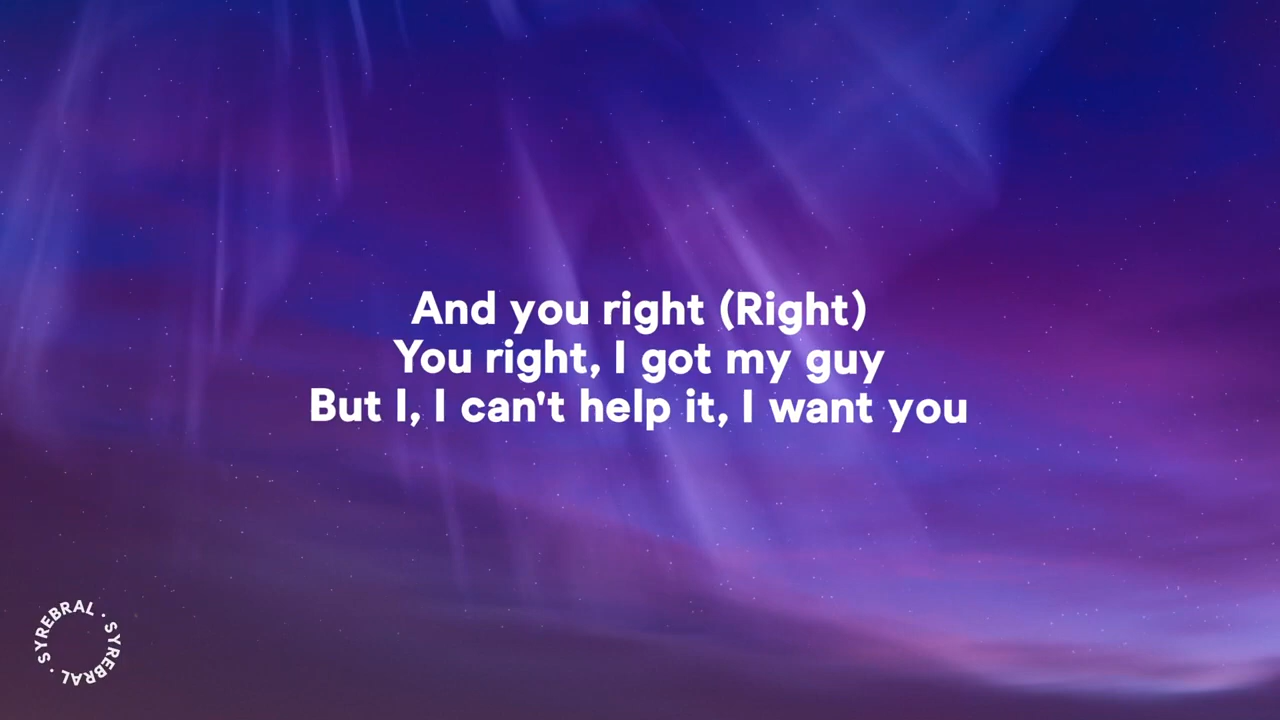 And you right (Right)
You right, I got my guy
But I, I can't help it, I want you
SYREBRAL · SYREBRAL ·